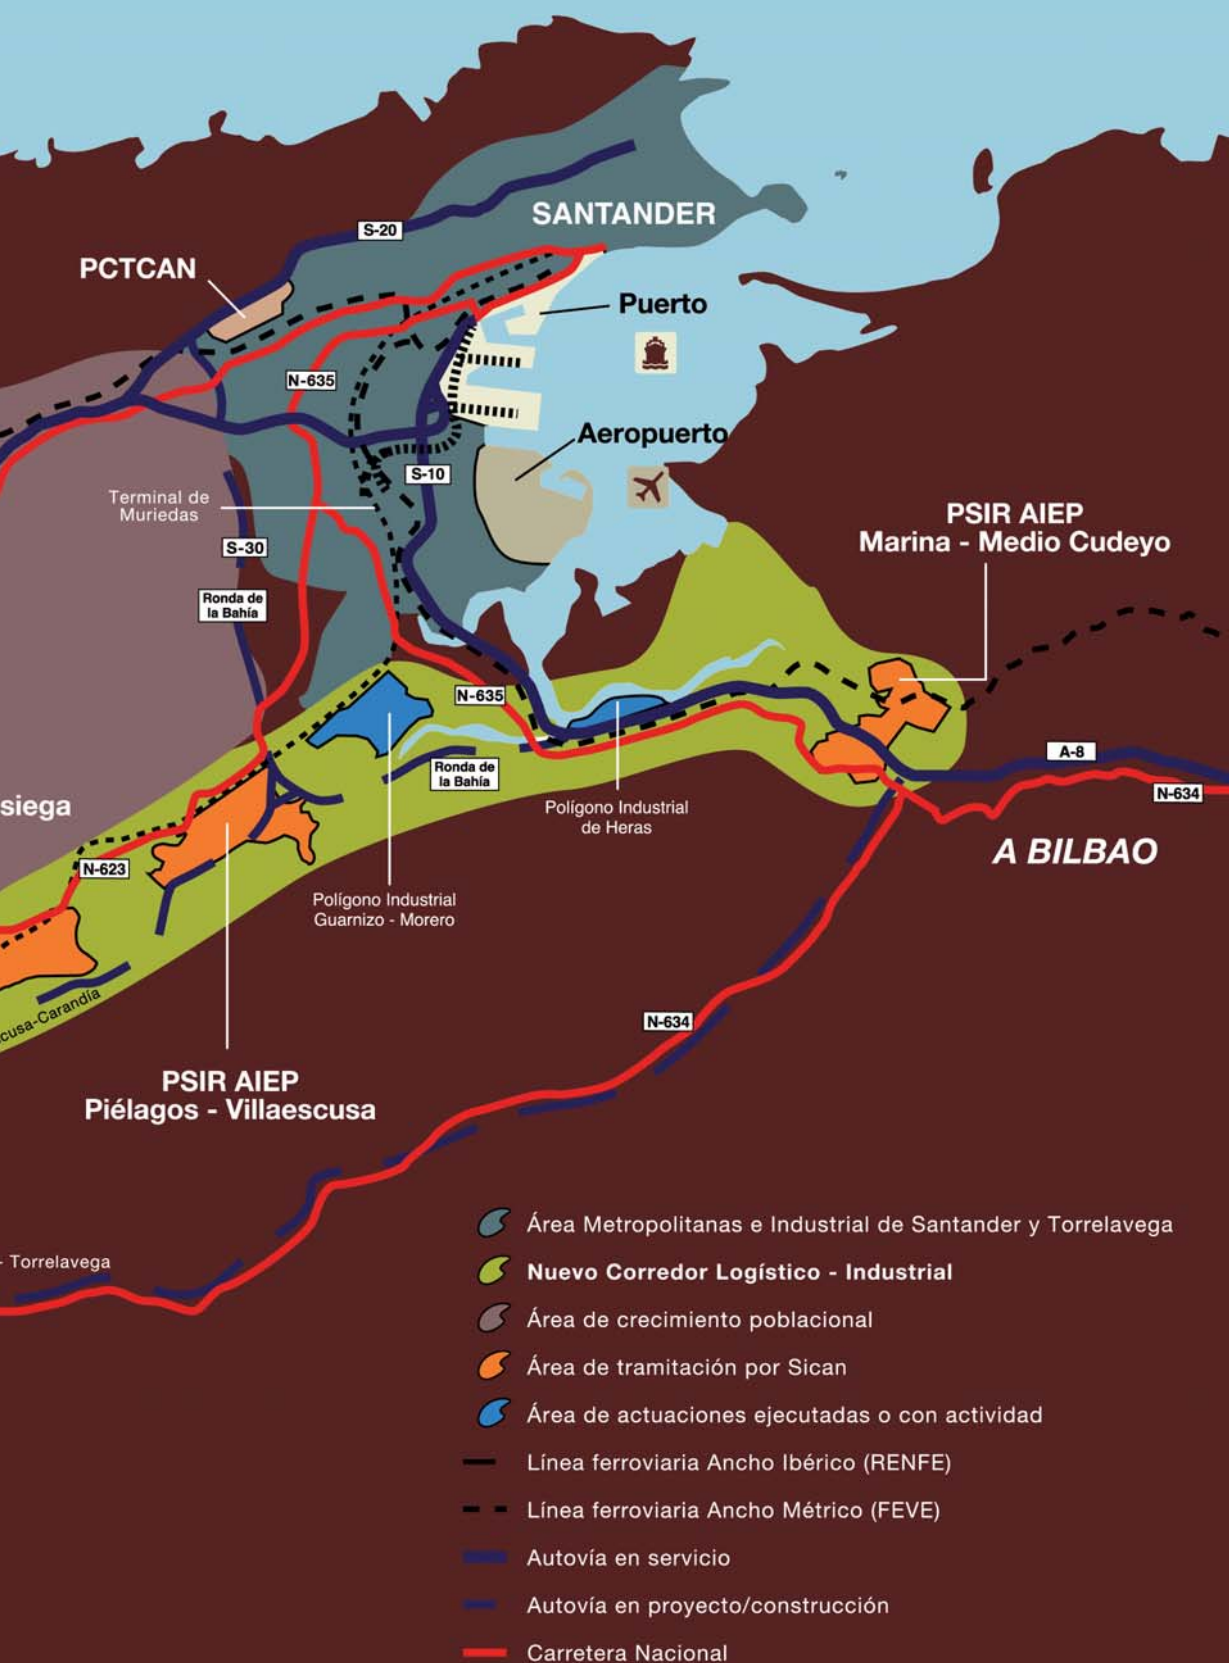 SANTANDER
S-20
PCTCAN
Puerto
N-635
Aeropuerto
S-10
Terminal de
Muriedas
PSIR AIEP
Marina - Medio Cudeyo
S-30
Ronda de
la Bahía
N-635
A-8
Ronda de
la Bahía
N-634
siega
Polígono Industrial
de Heras
A BILBAO
N-623
Polígono Industrial
Guarnizo - Morero
cusa-Carandía
N-634
PSIR AIEP
Piélagos - Villaescusa
- Torrelavega
Área Metropolitanas e Industrial de Santander y Torrelavega
Nuevo Corredor Logístico - Industrial
Área de crecimiento poblacional
Área de tramitación por Sican
Área de actuaciones ejecutadas o con actividad
Línea ferroviaria Ancho Ibérico (RENFE)
Línea ferroviaria Ancho Métrico (FEVE)
Autovía en servicio
Autovía en proyecto/construcción
Carretera Nacional